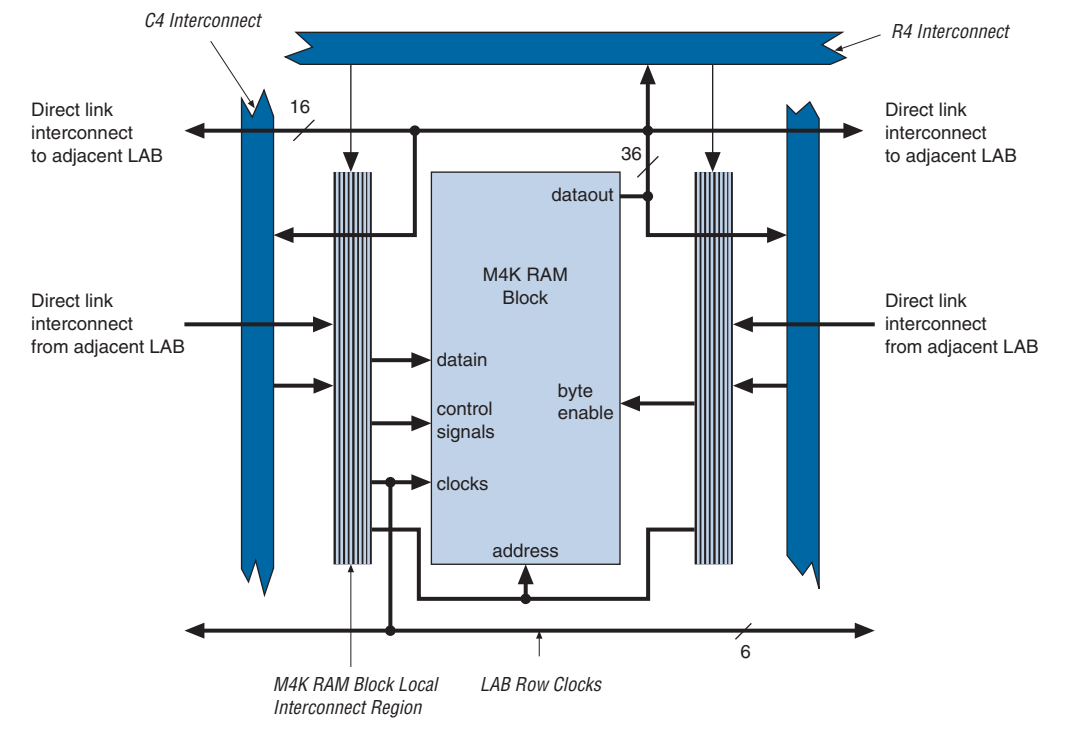 C4 Interconnect
R4 Interconnect
Direct link
interconnect
to adjacent LAB
16
Direct link
interconnect
to adjacent LAB
36
dataout
M4K RAM
Block
Direct link
interconnect
from adjacent LAB
Direct link
interconnect
from adjacent LAB
datain
byte
enable
control
signals
clocks
address
6
M4K RAM Block Local
Interconnect Region
LAB Row Clocks